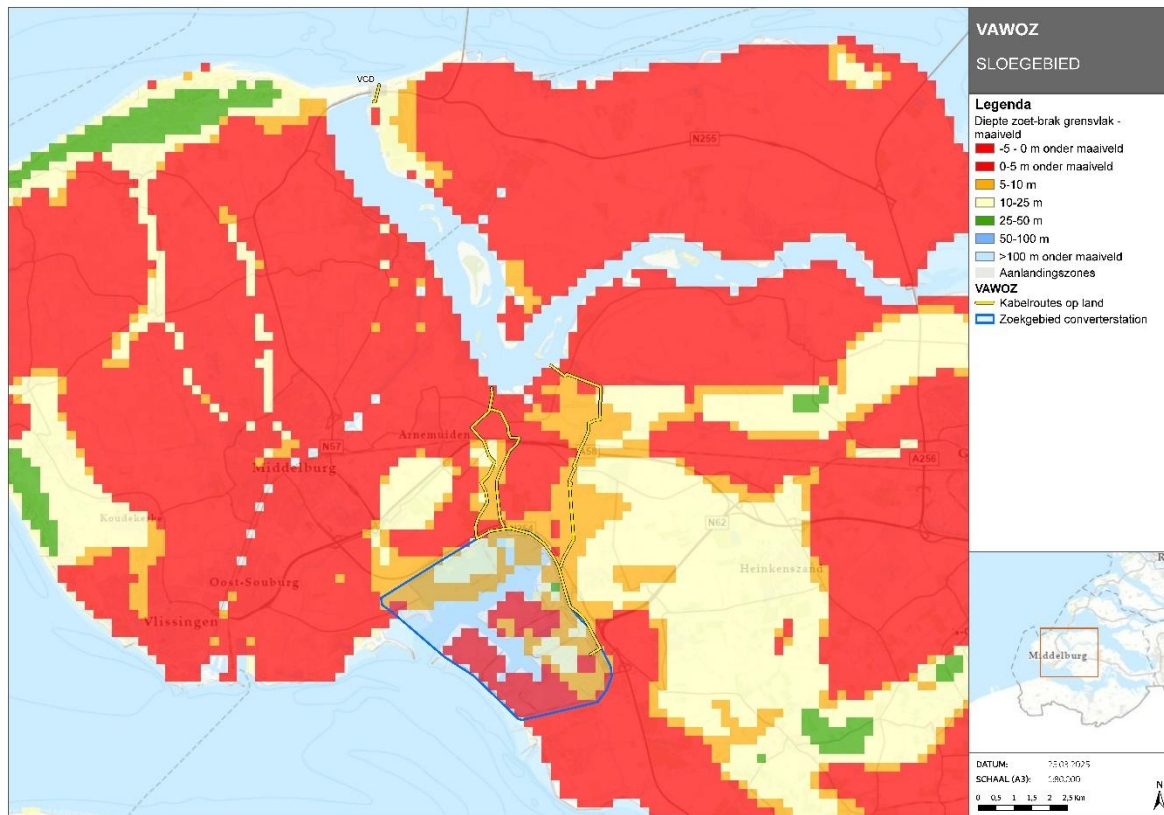 VAWOZ
SLOEGEBIED
Legenda
Diepte zoet-brak grensvlak -
maaiveld
-5 - 0 m onder maaiveld
0-5 m onder maaiveld
5-10 m
10-25 m
25-50 m
50-100 m
>100 m onder maaiveld
Aanlandingszones
VAWOZ
Kabelroutes op land
Zoekgebied converterstation
VCD
N255
N57
Arnemuiden
Middelburg
A58
A256
Koudekerke
N254
N62
Heinkenszand
Oost-Souburg
Vlissingen
Middelburg
DATUM:
SCHAAL (A3):
0 0,5 1 1,5 2 2,5 Km
N